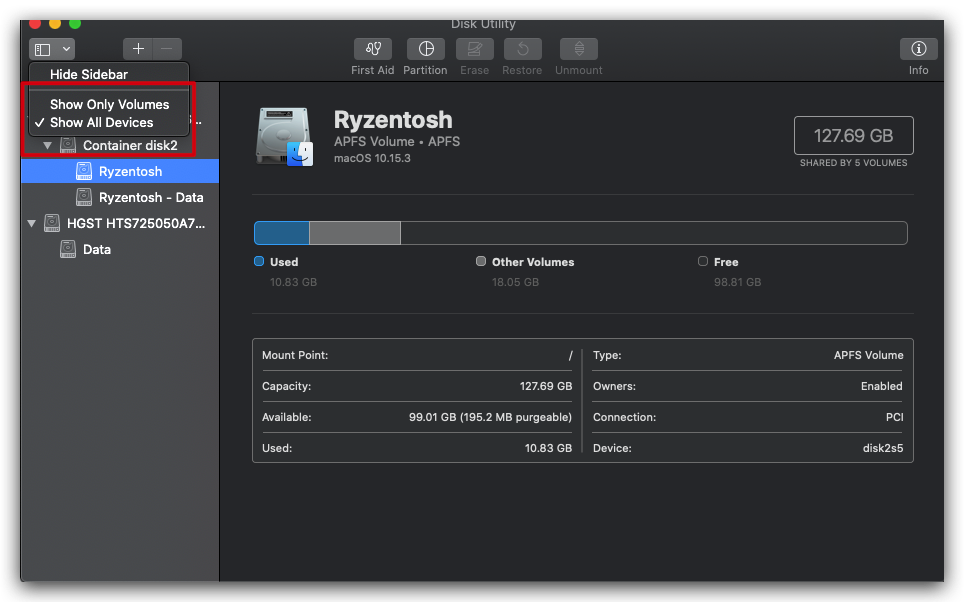 Disk Utility
First Aid Partition Erase Restore Unmount Info
Hide Sidebar
Show Only Volumes
✓ Show All Devices
Container disk2
Ryzentosh
Ryzentosh - Data
HGST HTS725050A7...
Data
Ryzentosh
APFS Volume • APFS
macOS 10.15.3
127.69 GB
SHARED BY 5 VOLUMES
Used
10.83 GB
Other Volumes
18.05 GB
Free
98.81 GB
Mount Point: /
Capacity: 127.69 GB
Available: 99.01 GB (195.2 MB purgeable)
Used: 10.83 GB
Type: APFS Volume
Owners: Enabled
Connection: PCI
Device: disk2s5